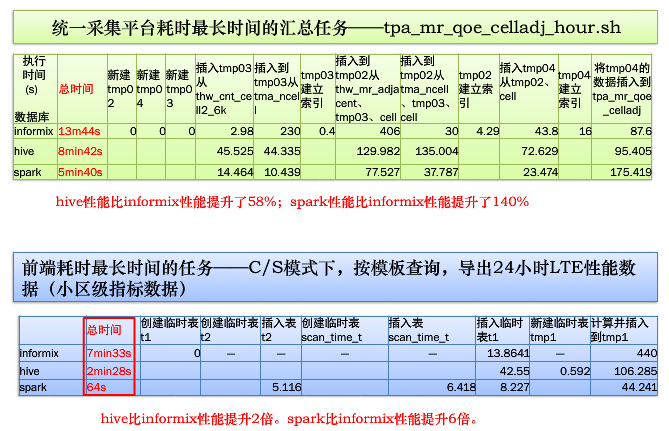 统一采集平台耗时最长时间的汇总任务——tpa_mr_qoe_celladj_hour.sh
执行时间(s) 数据库 总时间 新建tmp02 新建tmp04 新建tmp03 插入tmp03从thw_cnt_cell2_6k 插入到tmp03从tma_ncell tmp03建立索引 插入到tmp02从thw_mr_adjacent、tmp03、cell 插入到tmp02从tma_ncell、tmp03、cell tmp02建立索引 插入tmp04从tmp02、cell tmp04建立索引 将tmp04的数据插入到tpa_mr_qoe_celladj
informix 13m44s 0 0 0 2.98 230 0.4 406 30 4.29 43.8 16 87.6
hive 8min42s 45.525 44.335 129.982 135.004 72.629 95.405
spark 5min40s 14.464 10.439 77.527 37.787 23.474 175.419
hive性能比informix性能提升了58%；spark性能比informix性能提升了140%
前端耗时最长时间的任务——C/S模式下，按模板查询，导出24小时LTE性能数
据（小区级指标数据）
总时间 创建临时表t1 创建临时表t2 插入表t2 创建临时表scan_time_t 插入表scan_time_t 插入临时表t1 新建临时表tmp1 计算并插入到tmp1
informix 7min33s 0 — — — — 13.8641 440
hive 2min28s 42.55 0.592 106.285
spark 64s 5.116 6.418 8.227 44.241
hive比informix性能提升2倍。spark比informix性能提升6倍。